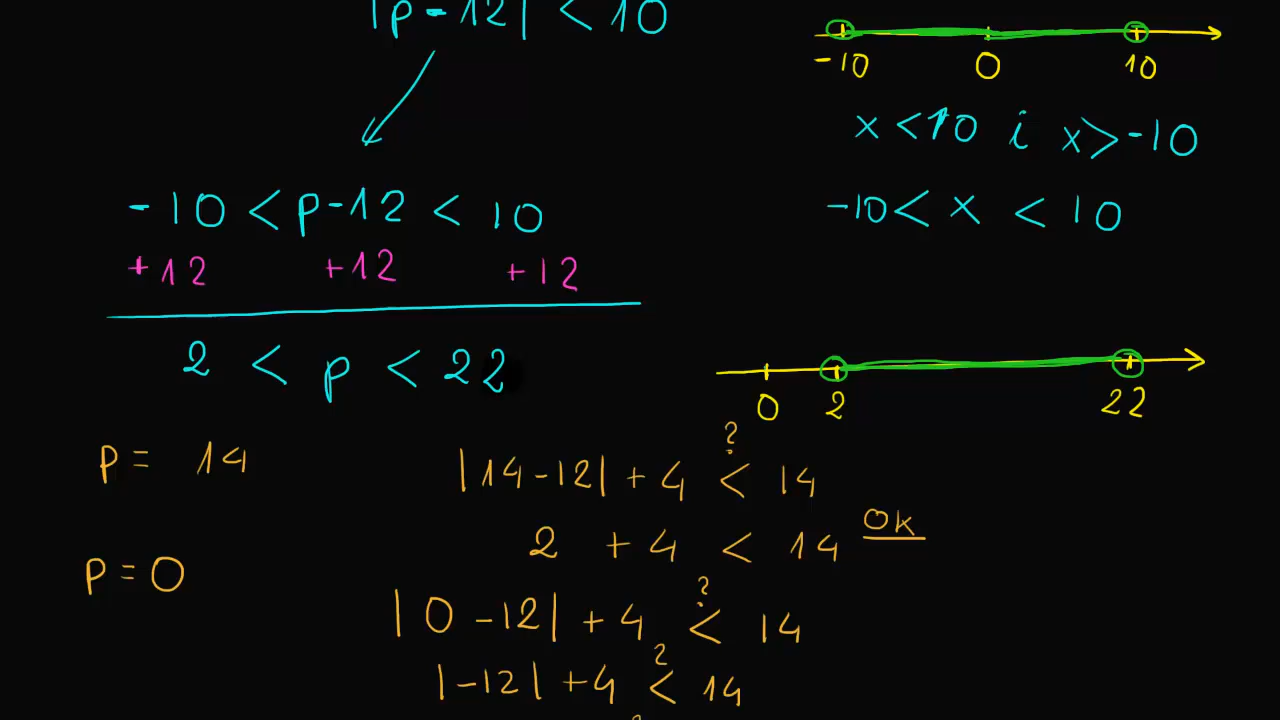 |p - 12| < 10
-10 0 10
x < 10 i x > -10
-10 < p - 12 < 10
-10 < x < 10
+12 +12 +12
2 < p < 22
0 2 22
p = 14
|14 - 12| + 4 <? 14
2 + 4 < 14 OK
p = 0
|0 - 12| + 4 <? 14
|-12| + 4 <? 14
?